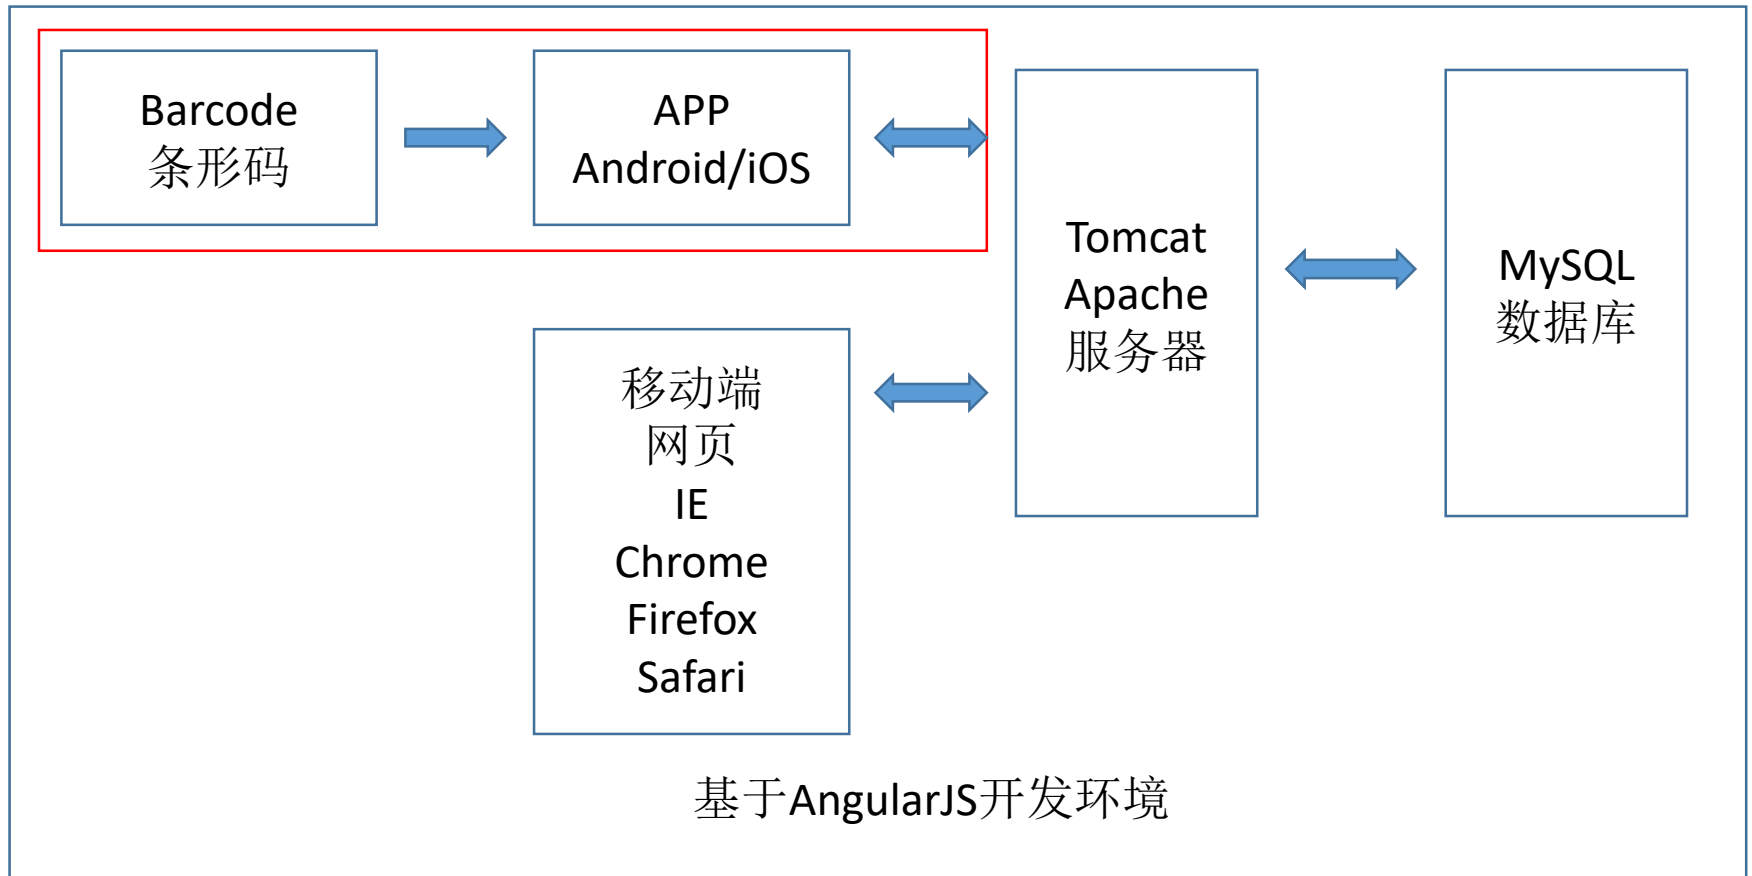 Barcode
条形码
APP
Android/iOS
Tomcat
Apache
服务器
MySQL
数据库
移动端
网页
IE
Chrome
Firefox
Safari
基于AngularJS开发环境